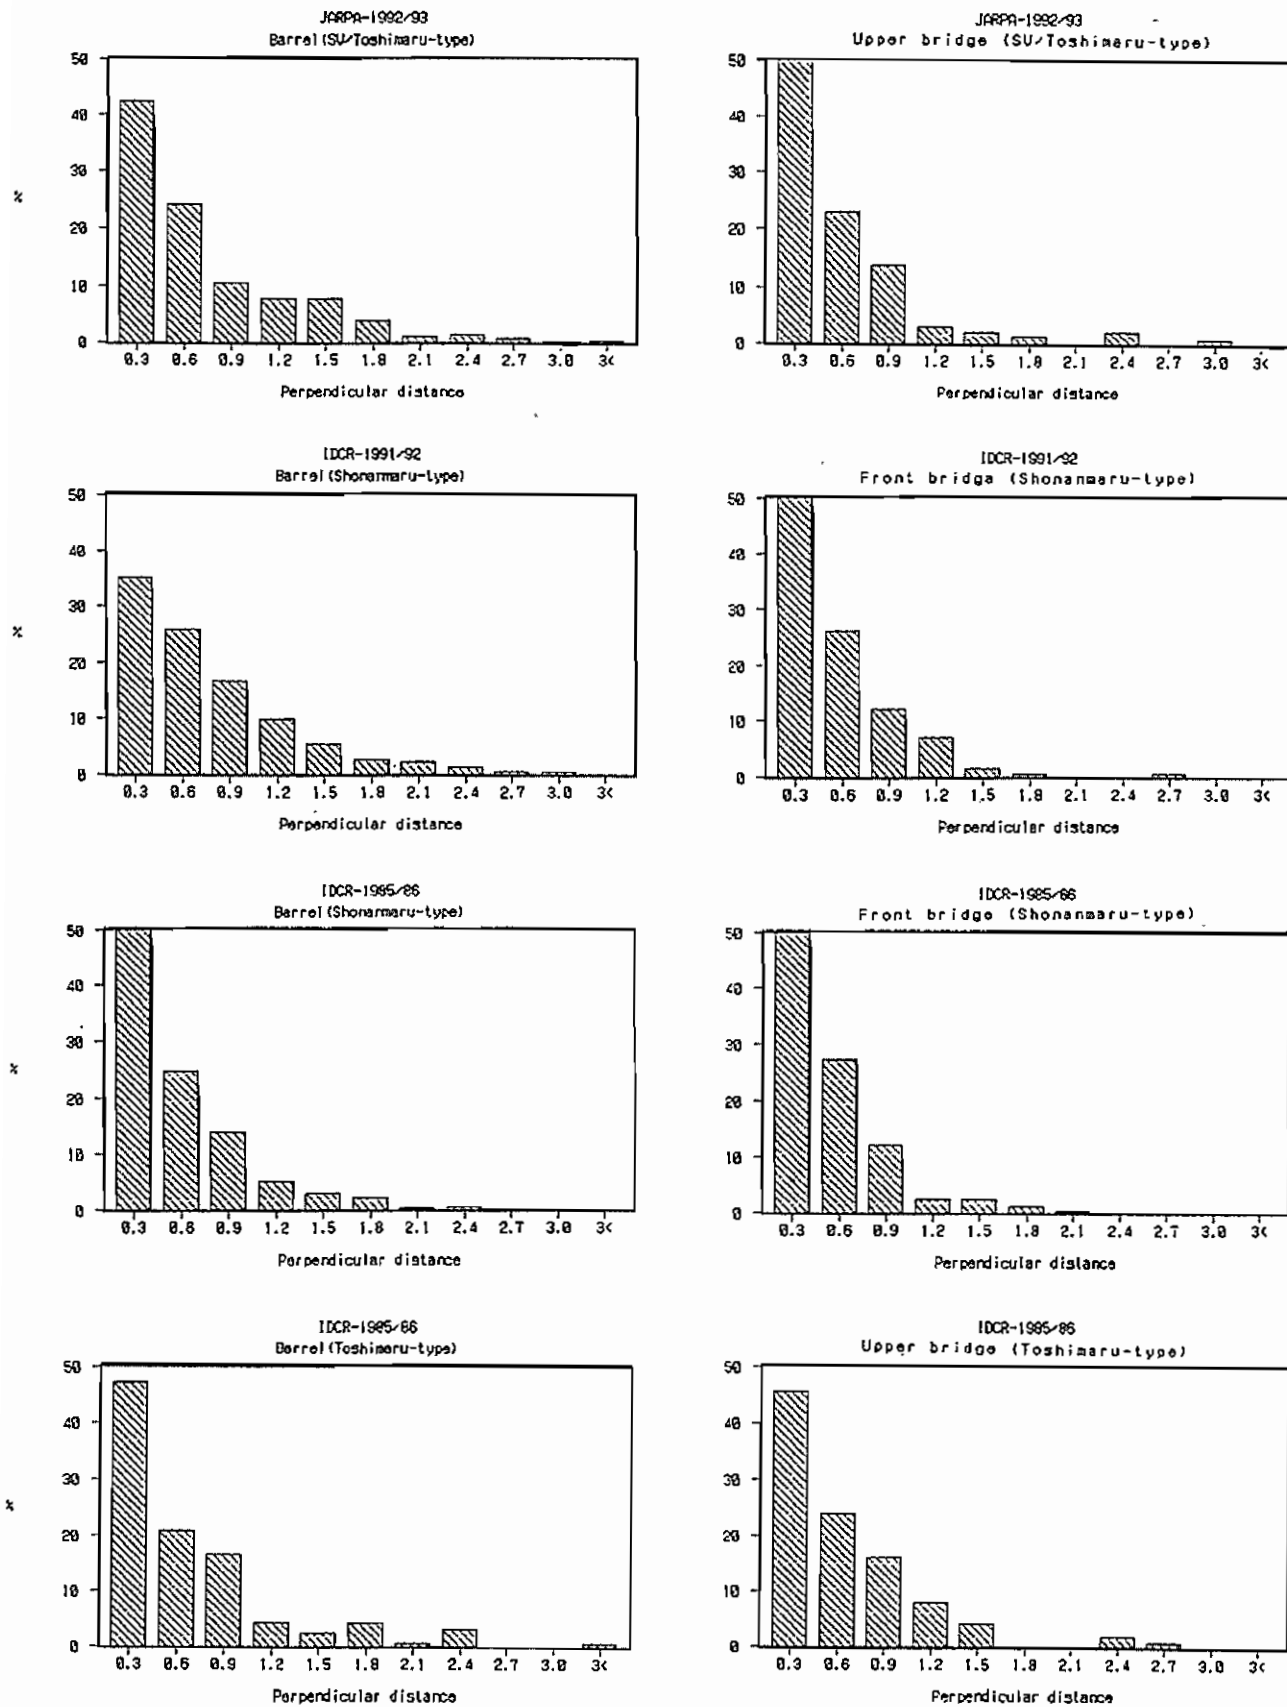 JARPA-1992/93
Barrel(SV/Toshimaru-type)
50
40
30
20
10
0
%
0.3 0.6 0.9 1.2 1.5 1.8 2.1 2.4 2.7 3.0 3<
Perpendicular distance
JARPA-1992/93
Upper bridge (SV/Toshimaru-type)
50
40
30
20
10
0
0.3 0.6 0.9 1.2 1.5 1.8 2.1 2.4 2.7 3.0 3<
Perpendicular distance
IDCR-1991/92
Barrel(Shonanmaru-type)
50
40
30
20
10
0
%
0.3 0.6 0.9 1.2 1.5 1.8 2.1 2.4 2.7 3.0 3<
Perpendicular distance
IDCR-1991/92
Front bridge (Shonanmaru-type)
50
40
30
20
10
0
0.3 0.6 0.9 1.2 1.5 1.8 2.1 2.4 2.7 3.0 3<
Perpendicular distance
IDCR-1985/86
Barrel(Shonanmaru-type)
50
40
30
20
10
0
%
0.3 0.6 0.9 1.2 1.5 1.8 2.1 2.4 2.7 3.0 3<
Perpendicular distance
IDCR-1985/86
Front bridge (Shonanmaru-type)
50
40
30
20
10
0
0.3 0.6 0.9 1.2 1.5 1.8 2.1 2.4 2.7 3.0 3<
Perpendicular distance
IDCR-1985/86
Barrel(Toshimaru-type)
50
40
30
20
10
0
%
0.3 0.6 0.9 1.2 1.5 1.8 2.1 2.4 2.7 3.0 3<
Perpendicular distance
IDCR-1985/86
Upper bridge (Toshimaru-type)
50
40
30
20
10
0
0.3 0.6 0.9 1.2 1.5 1.8 2.1 2.4 2.7 3.0 3<
Perpendicular distance